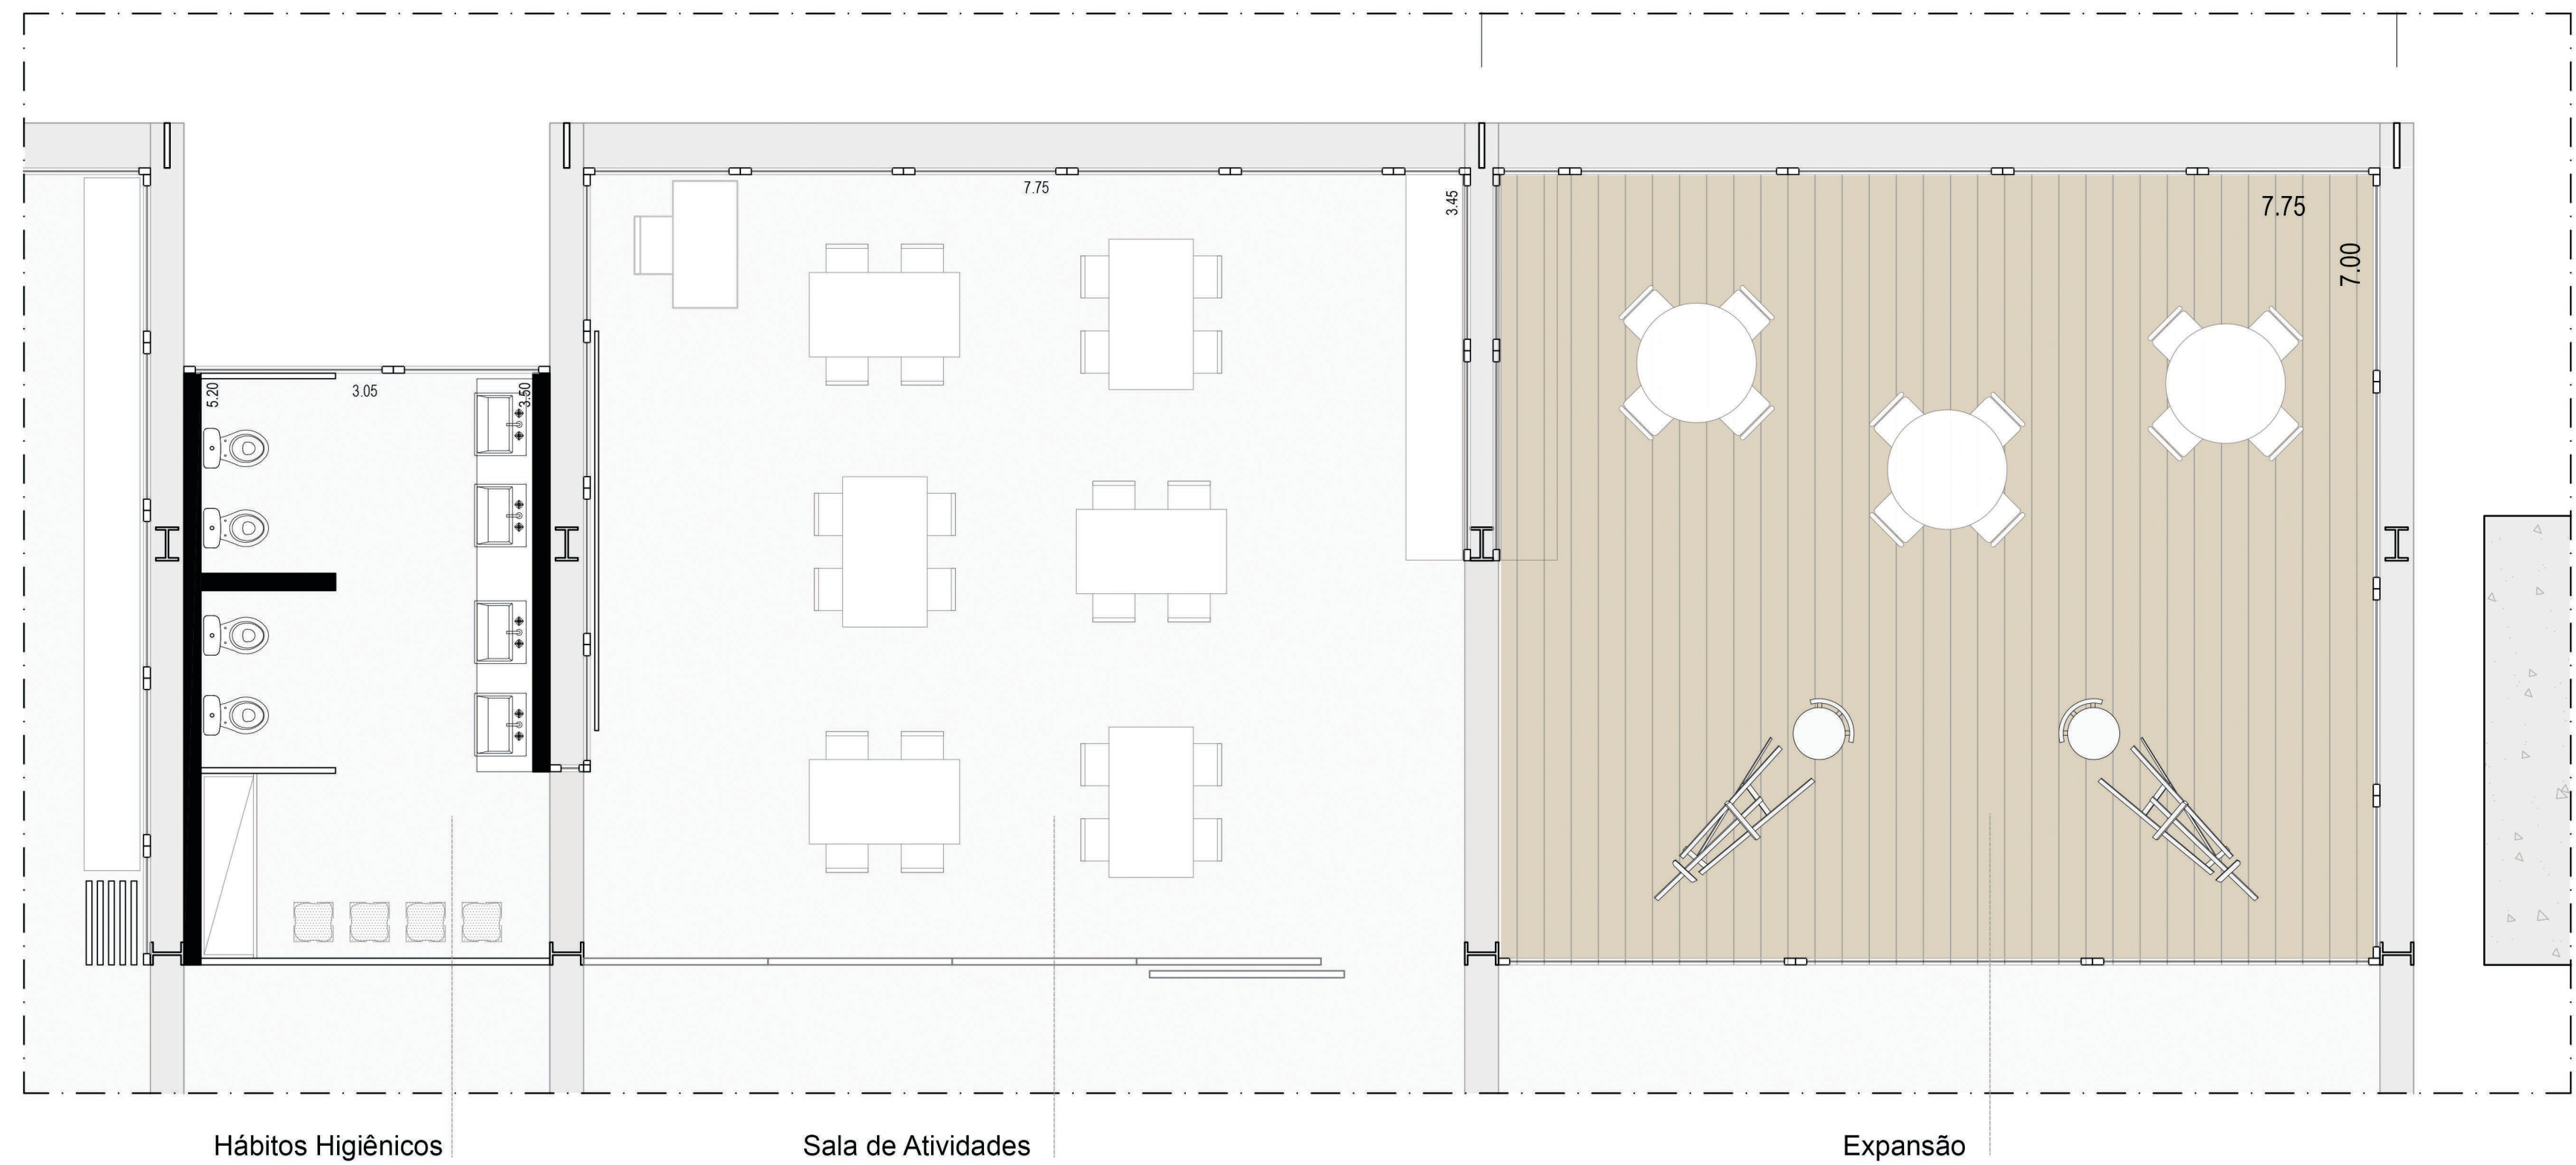 7.75
3.45
7.75
7.00
5.20
3.05
3.50
Hábitos Higiênicos
Sala de Atividades
Expansão